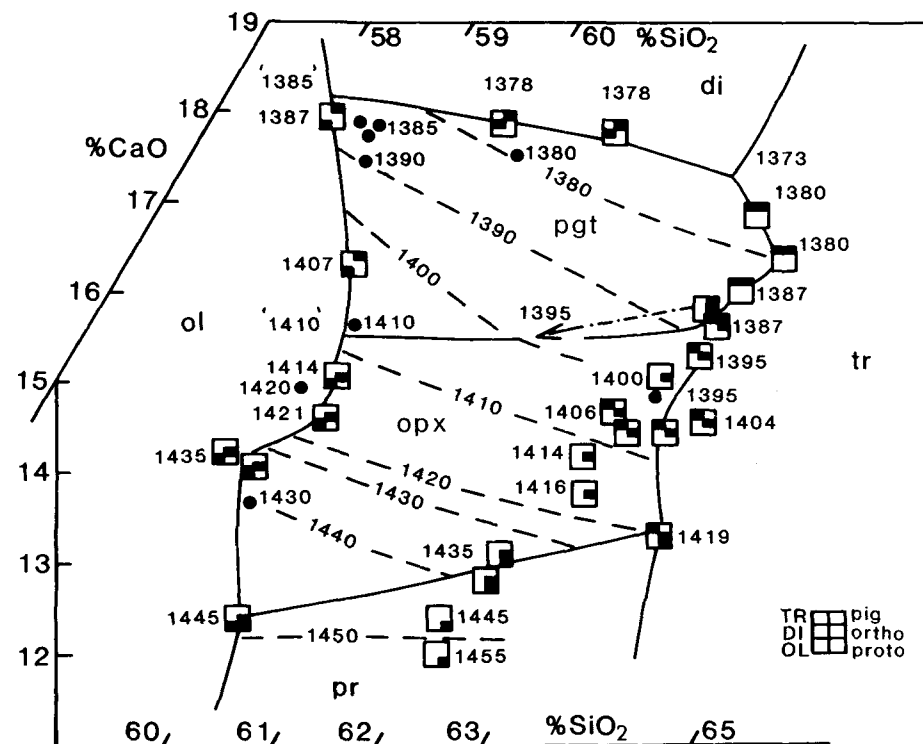 19
58 59 60 %SiO2
'1385' 1378 1378 di
18 1387 1385
%CaO 1390 1380 1380 1373
17 1380
1390 pgt
1407 1400 1380
16 1395 1387
ol '1410' 1410 1387
1414 1400 1395 tr
15 1420 1410 1395
1421 opx 1406 1404
1435 1414
14 1420
1430 1430 1416
1440 1435 1419
13
1445 1445 TR pig
1450 DI ortho
12 1455 OL proto
pr
60 61 62 63 %SiO2 65